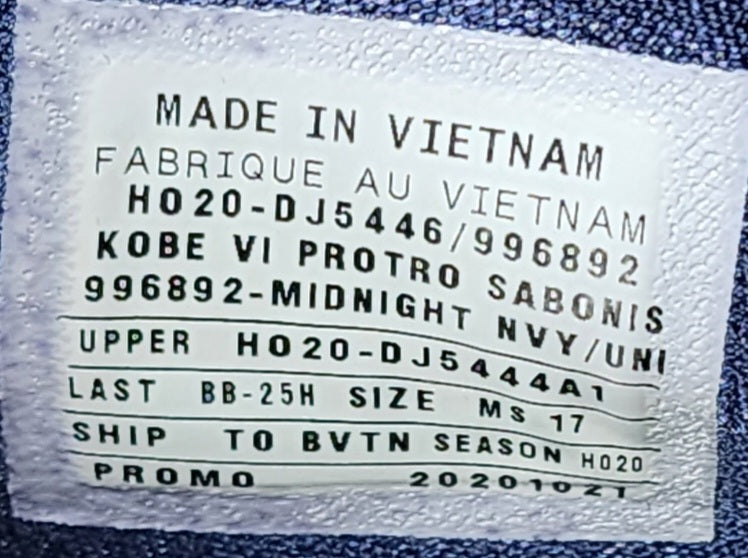 MADE IN VIETNAM
FABRIQUE AU VIETNAM
HO20-DJ5446/996892
KOBE VI PROTRO SABONIS
996892-MIDNIGHT NVY/UNI
UPPER HO20-DJ5444A1
LAST BB-25H SIZE MS 17
SHIP TO BVTN SEASON HO20
PROMO 20201021